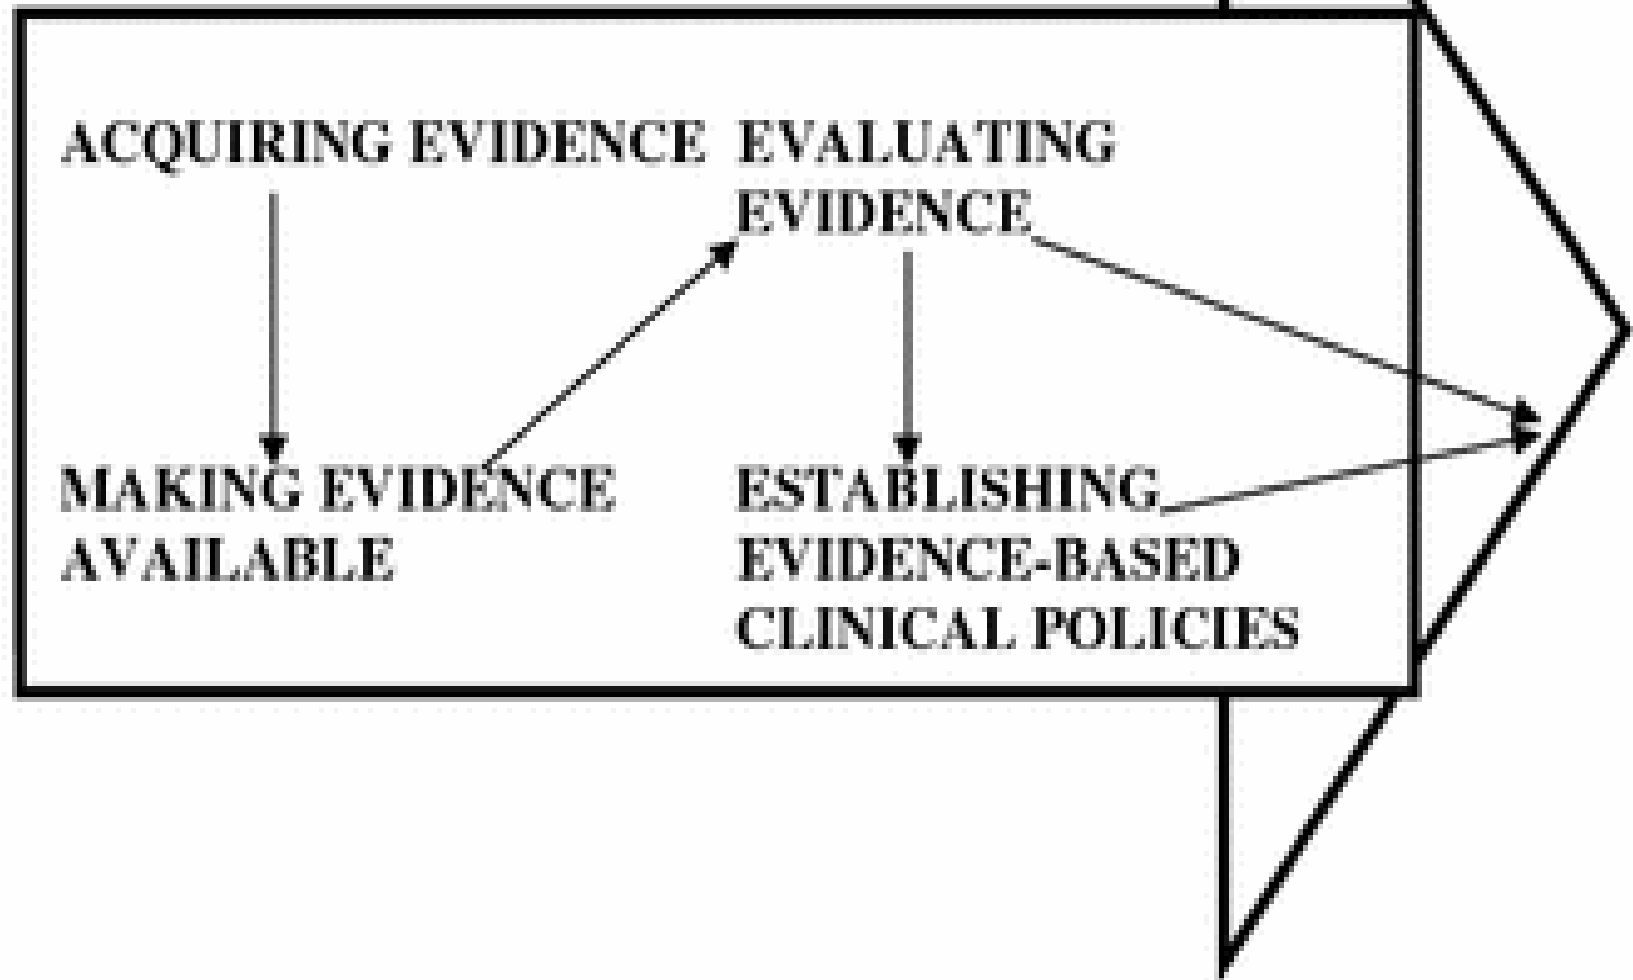 ACQUIRING EVIDENCE
MAKING EVIDENCE
AVAILABLE
EVALUATING
EVIDENCE
ESTABLISHING
EVIDENCE-BASED
CLINICAL POLICIES